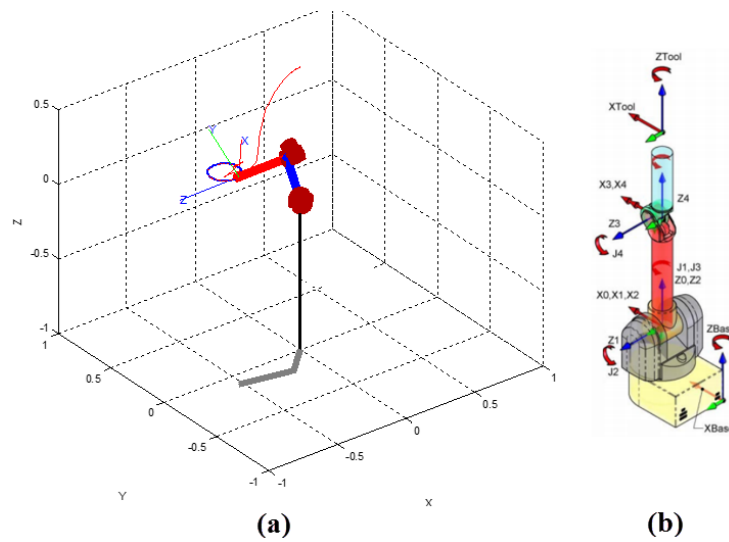 0.5
0
-0.5
-1
Z
1
0.5
0
-0.5
-1
Y
-1
-0.5
0
0.5
1
X
Y
X
Z
(a)
ZTool
XTool
X3,X4
Z4
Z3
J4
J1,J3
Z0,Z2
X0,X1,X2
Z1
J2
ZBas
XBase
(b)